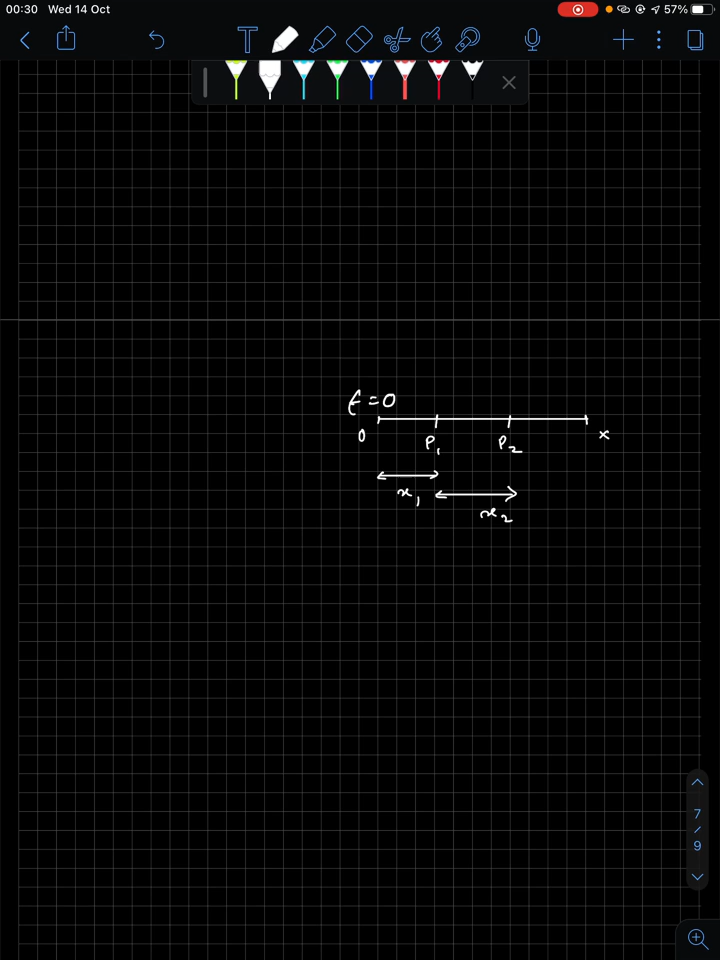 00:30 Wed 14 Oct 57%
T
t = 0
0 P₁ P₂ x
x₁
x₂
7
/
9